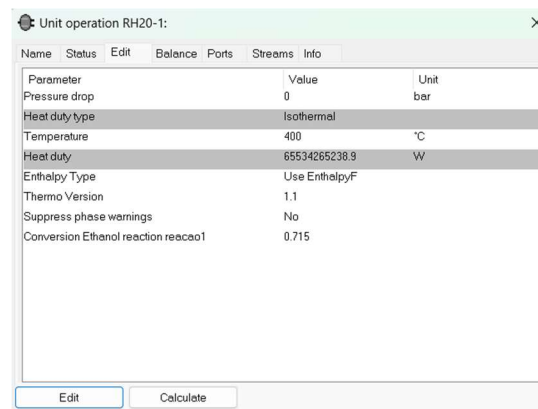 Unit operation RH20-1:
Name Status Edit Balance Ports Streams Info
Parameter Value Unit
Pressure drop 0 bar
Heat duty type Isothermal
Temperature 400 °C
Heat duty 65534265238.9 W
Enthalpy Type Use EnthalpyF
Thermo Version 1.1
Suppress phase warnings No
Conversion Ethanol reaction reacao1 0.715
Edit Calculate